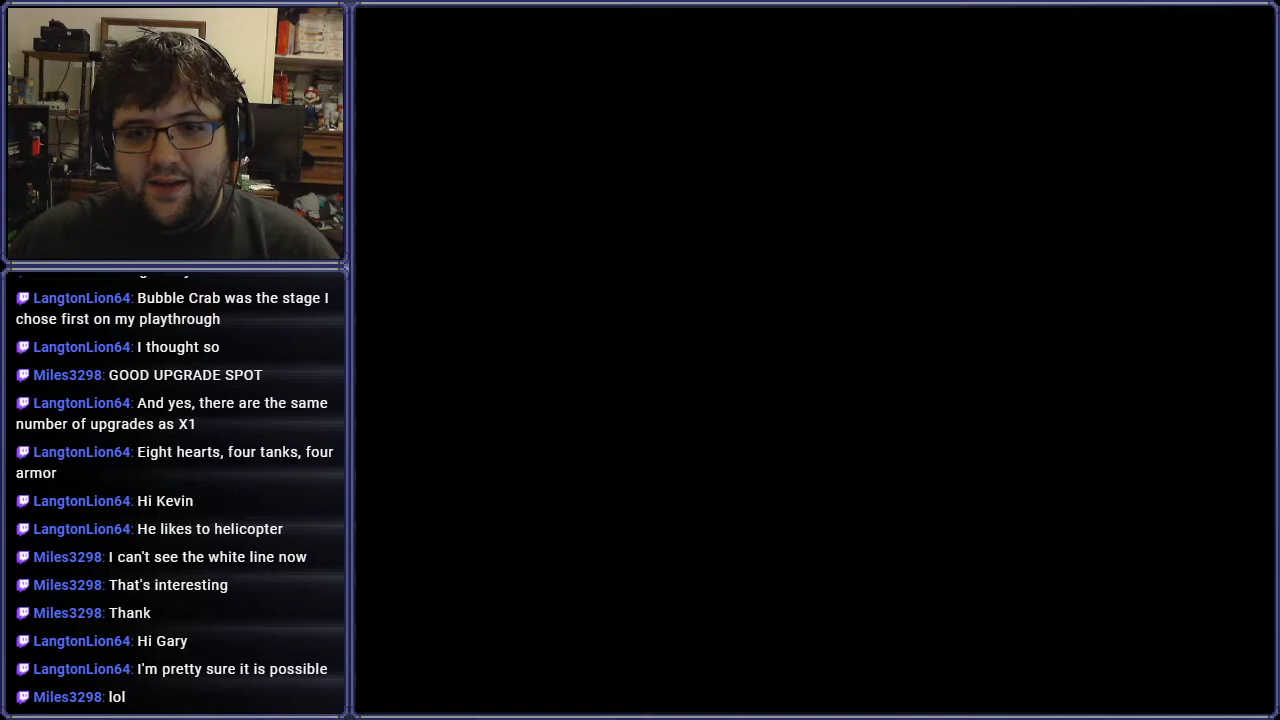 LangtonLion64: Bubble Crab was the stage I
chose first on my playthrough
LangtonLion64: I thought so
Miles3298: GOOD UPGRADE SPOT
LangtonLion64: And yes, there are the same
number of upgrades as X1
LangtonLion64: Eight hearts, four tanks, four
armor
LangtonLion64: Hi Kevin
LangtonLion64: He likes to helicopter
Miles3298: I can't see the white line now
Miles3298: That's interesting
Miles3298: Thank
LangtonLion64: Hi Gary
LangtonLion64: I'm pretty sure it is possible
Miles3298: lol